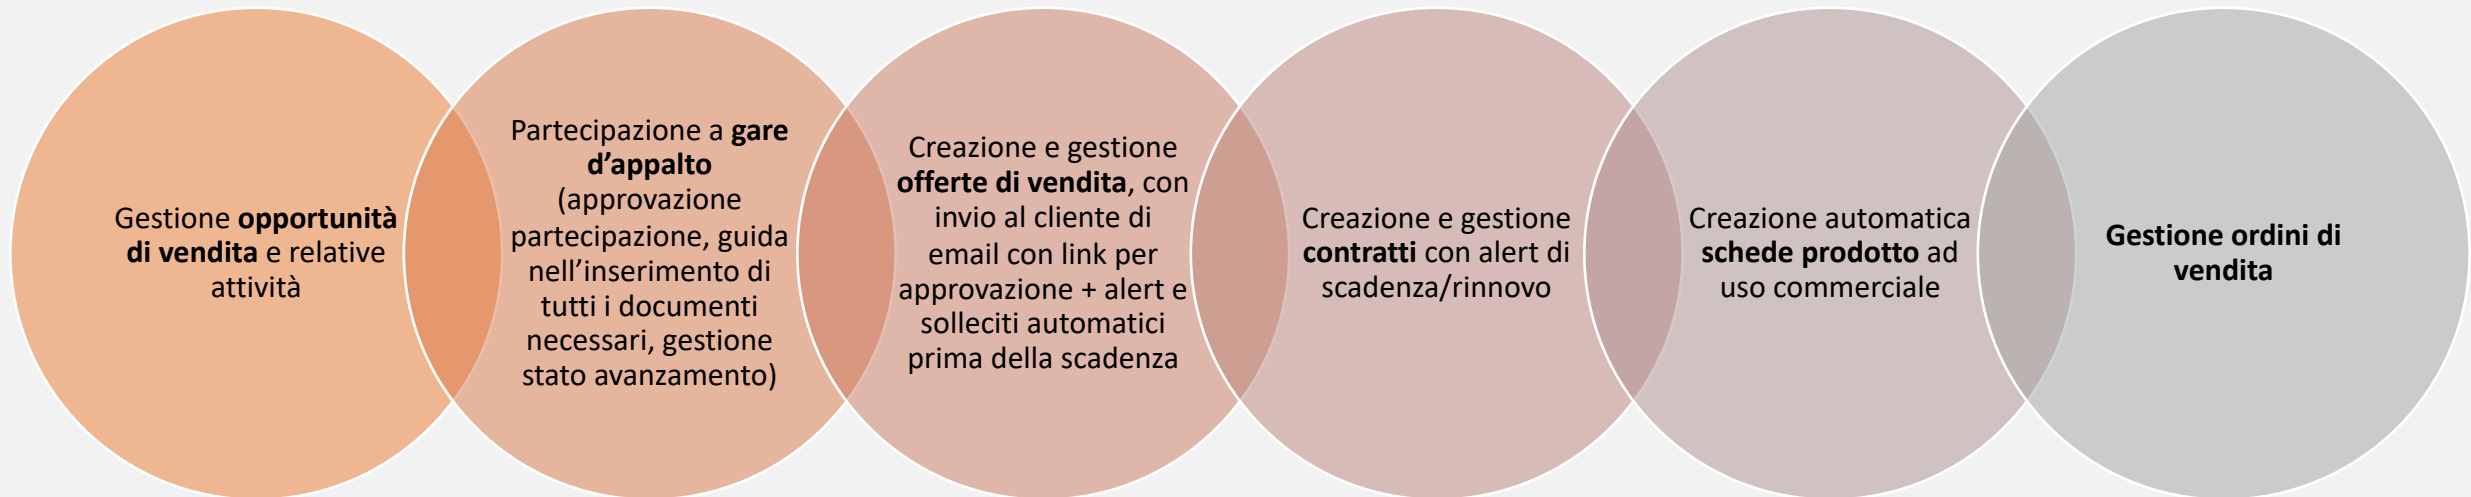 Gestione opportunità
di vendita e relative
attività
Partecipazione a gare
d’appalto
(approvazione
partecipazione, guida
nell’inserimento di
tutti i documenti
necessari, gestione
stato avanzamento)
Creazione e gestione
offerte di vendita, con
invio al cliente di
email con link per
approvazione + alert e
solleciti automatici
prima della scadenza
Creazione e gestione
contratti con alert di
scadenza/rinnovo
Creazione automatica
schede prodotto ad
uso commerciale
Gestione ordini di
vendita